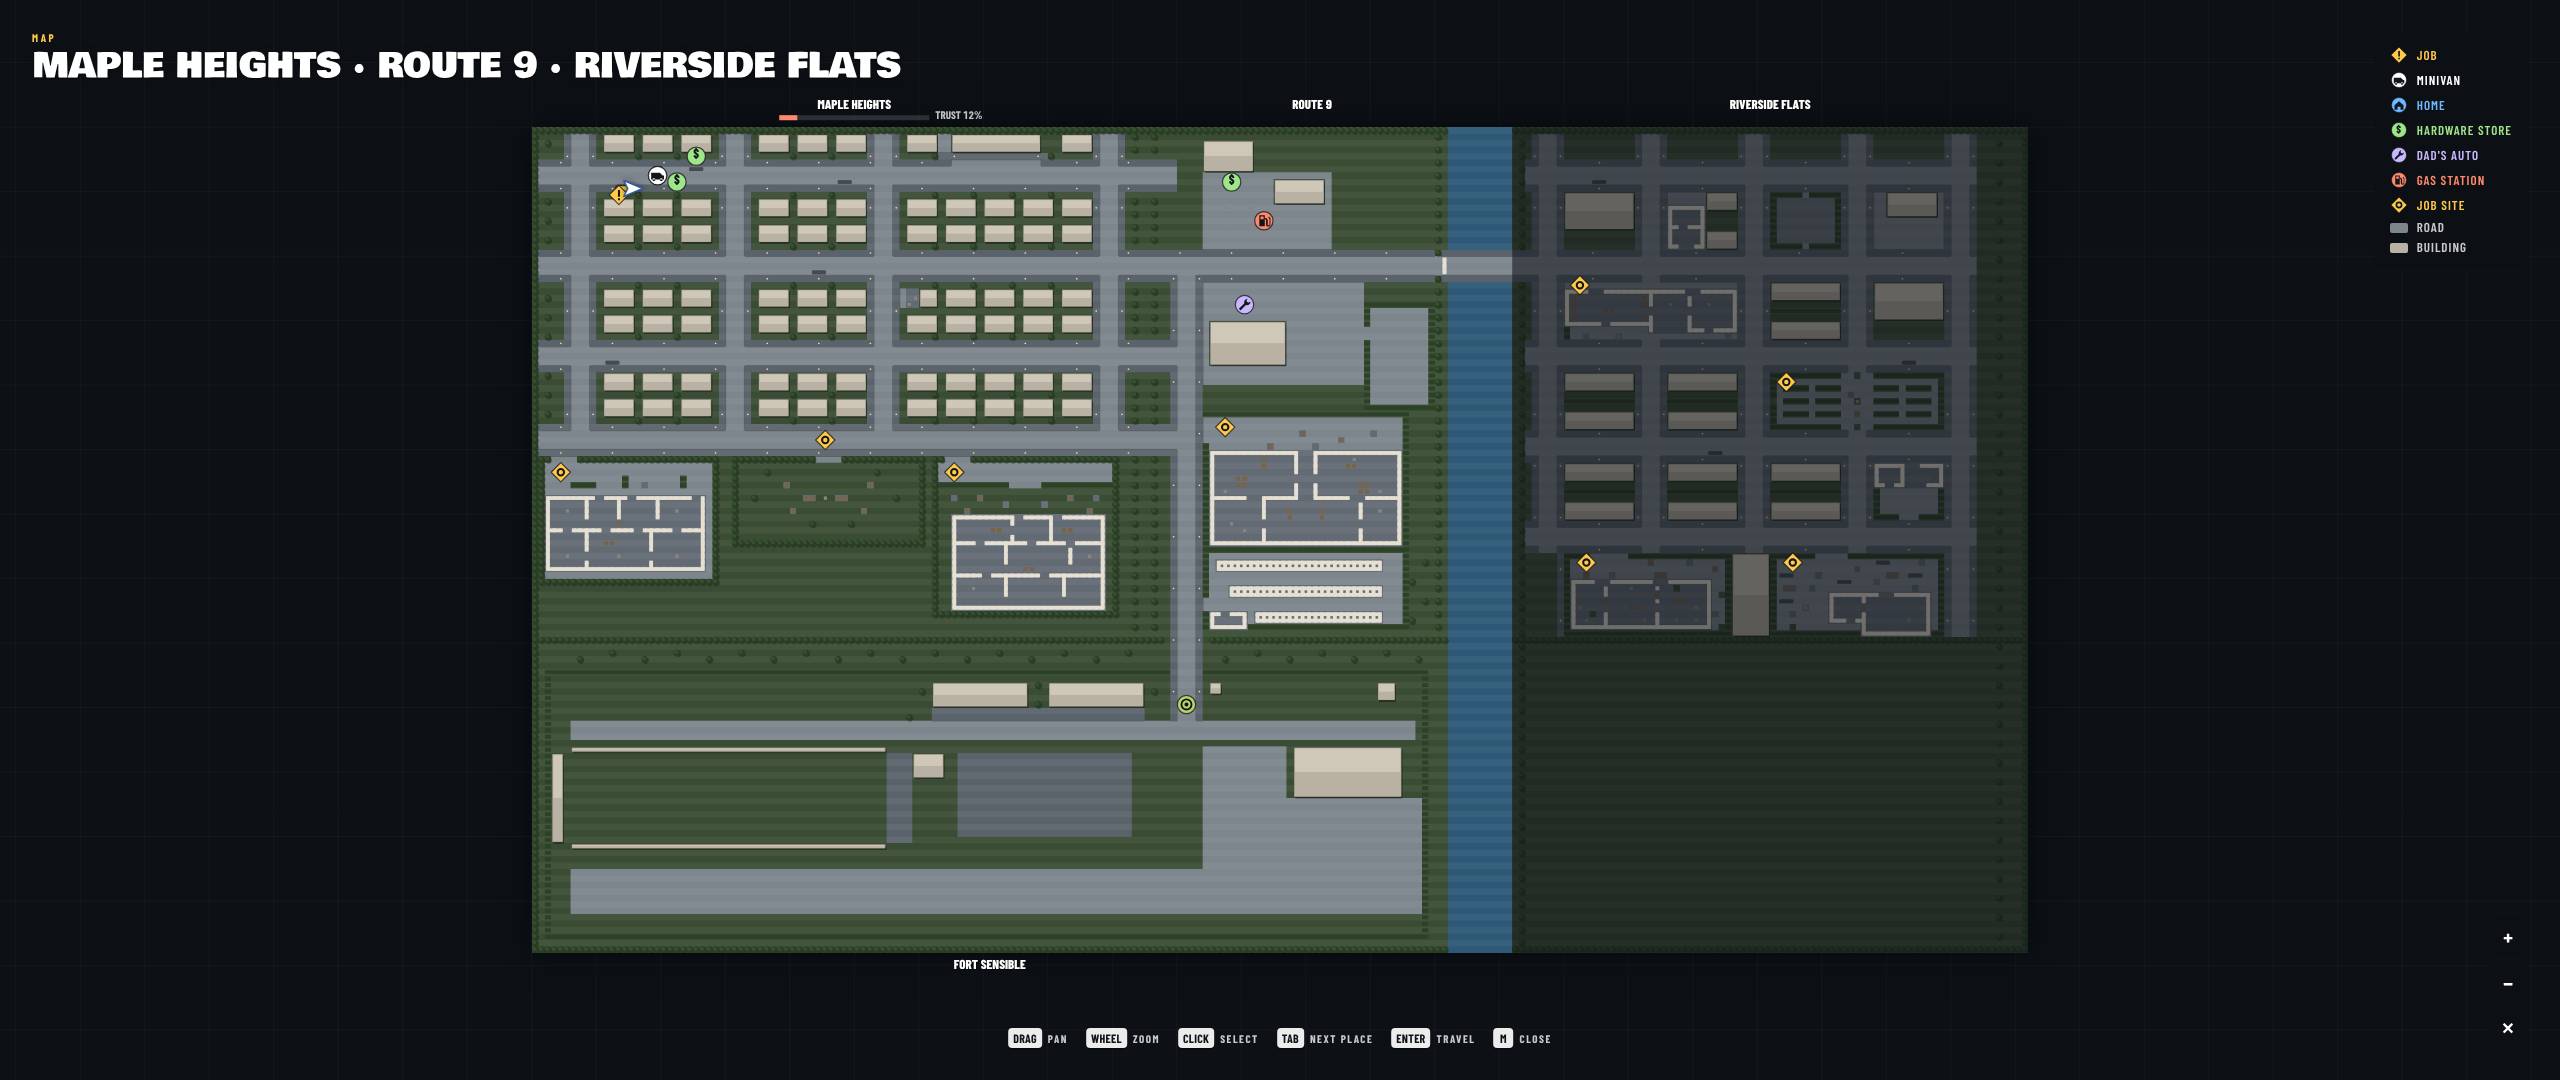 MAP
MAPLE HEIGHTS • ROUTE 9 • RIVERSIDE FLATS
MAPLE HEIGHTS
TRUST 12%
ROUTE 9
RIVERSIDE FLATS
JOB
MINIVAN
HOME
HARDWARE STORE
DAD'S AUTO
GAS STATION
JOB SITE
ROAD
BUILDING
FORT SENSIBLE
DRAG PAN WHEEL ZOOM CLICK SELECT TAB NEXT PLACE ENTER TRAVEL M CLOSE